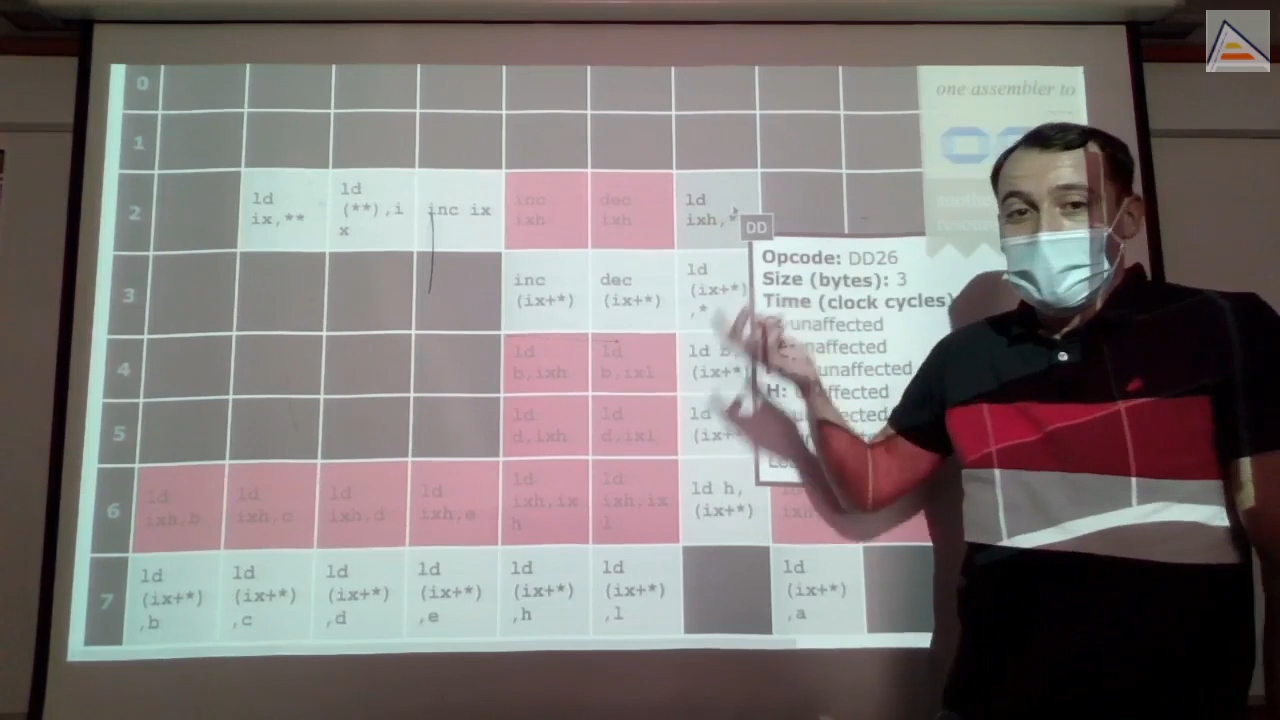 one assembler to
0
1
2
ld
ix,**
ld
(**),i
x
inc ix
inc
ixh
dec
ixh
ld
ixh,*
DD
Opcode: DD26
Size (bytes): 3
Time (clock cycles)
unaffected
unaffected
unaffected
H:
3
inc
(ix+*)
dec
(ix+*)
ld
(ix+*)
,*
4
ld
b,ixh
ld
b,ixl
ld b,
(ix+*)
5
ld
d,ixh
ld
d,ixl
ld
6
ld
ixh,b
ld
ixh,c
ld
ixh,d
ld
ixh,e
ld
ixh,ix
h
ld
ixh,ix
l
ld h,
(ix+*)
7
ld
(ix+*)
,b
ld
(ix+*)
,c
ld
(ix+*)
,d
ld
(ix+*)
,e
ld
(ix+*)
,h
ld
(ix+*)
,l
ld
(ix+*)
,a